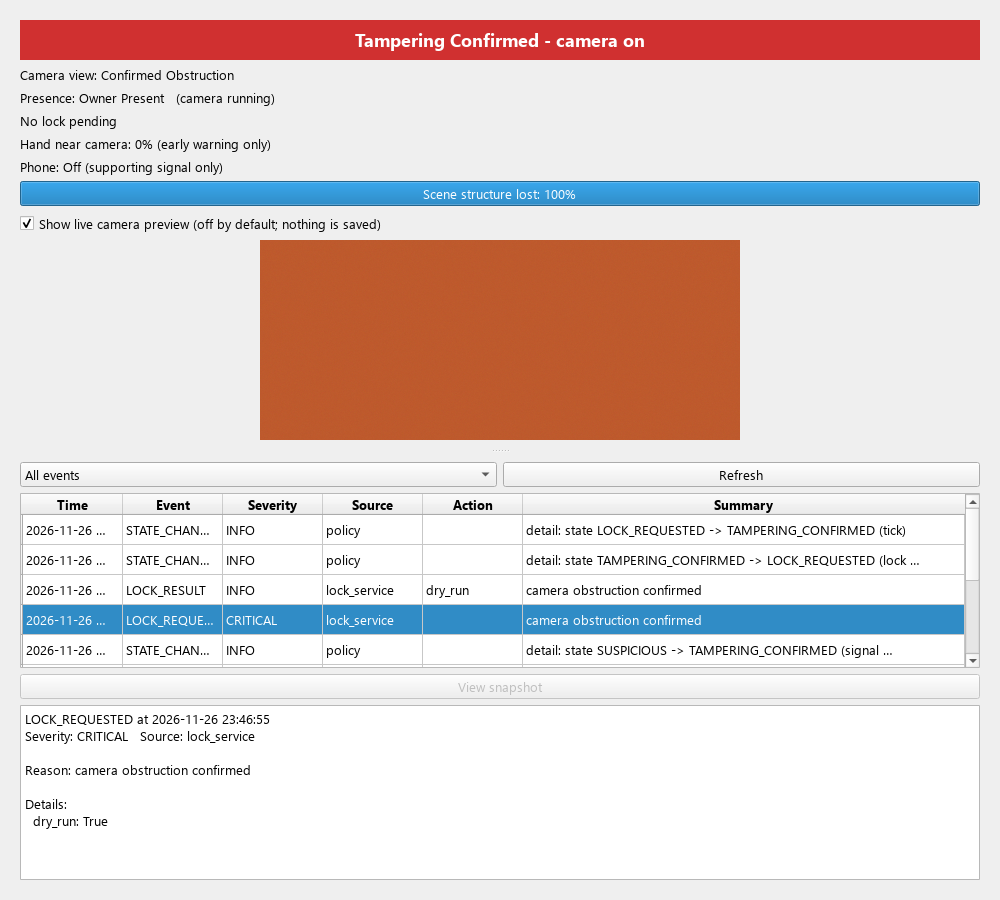 Tampering Confirmed - camera on
Camera view: Confirmed Obstruction
Presence: Owner Present (camera running)
No lock pending
Hand near camera: 0% (early warning only)
Phone: Off (supporting signal only)
Scene structure lost: 100%
Show live camera preview (off by default; nothing is saved)
All events Refresh
Time Event Severity Source Action Summary
2026-11-26 ... STATE_CHAN... INFO policy detail: state LOCK_REQUESTED -> TAMPERING_CONFIRMED (tick)
2026-11-26 ... STATE_CHAN... INFO policy detail: state TAMPERING_CONFIRMED -> LOCK_REQUESTED (lock ...
2026-11-26 ... LOCK_RESULT INFO lock_service dry_run camera obstruction confirmed
2026-11-26 ... LOCK_REQUE... CRITICAL lock_service camera obstruction confirmed
2026-11-26 ... STATE_CHAN... INFO policy detail: state SUSPICIOUS -> TAMPERING_CONFIRMED (signal ...
View snapshot
LOCK_REQUESTED at 2026-11-26 23:46:55
Severity: CRITICAL Source: lock_service
Reason: camera obstruction confirmed
Details:
dry_run: True